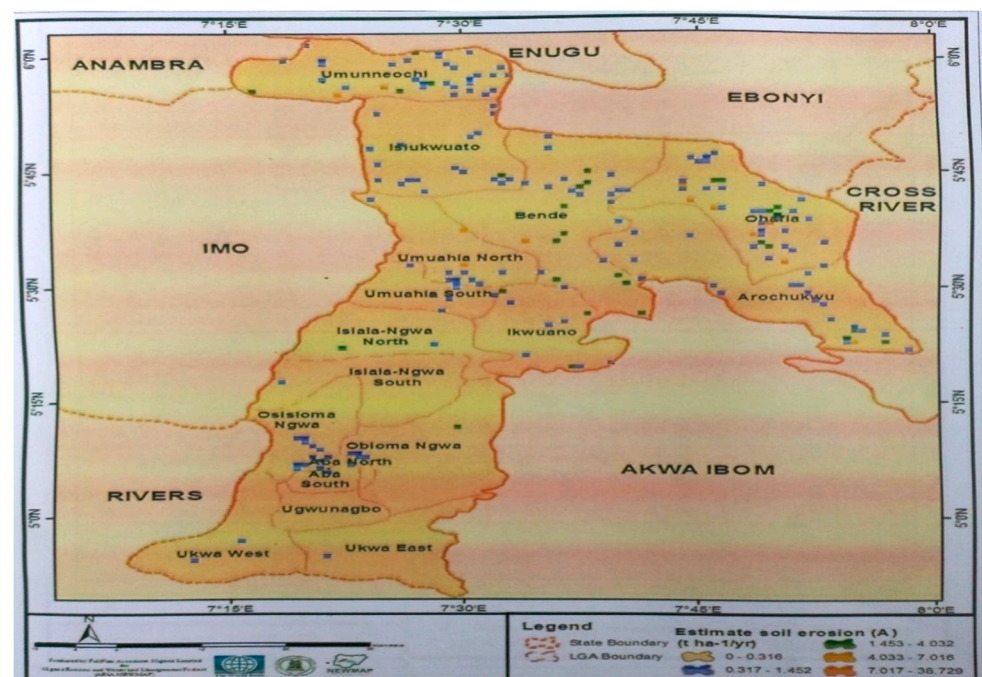 7°15'E 7°30'E 7°45'E 8°0'E
ENUGU
ANAMBRA
Umunneochi
6°0'N
EBONYI
Isiukwuato
5°45'N
5°45'N
CROSS
RIVER
Bende
Ohafia
IMO
Umuahia North
5°30'N
Umuahia South
5°30'N
Arochukwu
Isiala-Ngwa
North
Ikwuano
Isiala-Ngwa
South
5°15'N
5°15'N
Osisioma
Ngwa
Obioma Ngwa
Aba North
AKWA IBOM
Aba
South
RIVERS
Ugwunagbo
5°0'N
5°0'N
Ukwa West
Ukwa East
7°15'E 7°30'E 7°45'E 8°0'E
N
Legend
State Boundary
LGA Boundary
Estimate soil erosion (A)
(t ha-1/yr)
0 - 0.316
0.317 - 1.452
1.453 - 4.032
4.033 - 7.016
7.017 - 38.729
NEWMAP